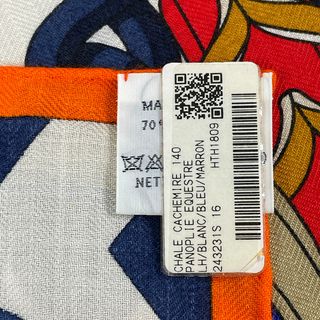 MA
70
NET
HTH1809
CHALE CACHEMIRE 140
PANOPLIE EQUESTRE
LH/BLANC/BLEU/MARRON
243231S 16